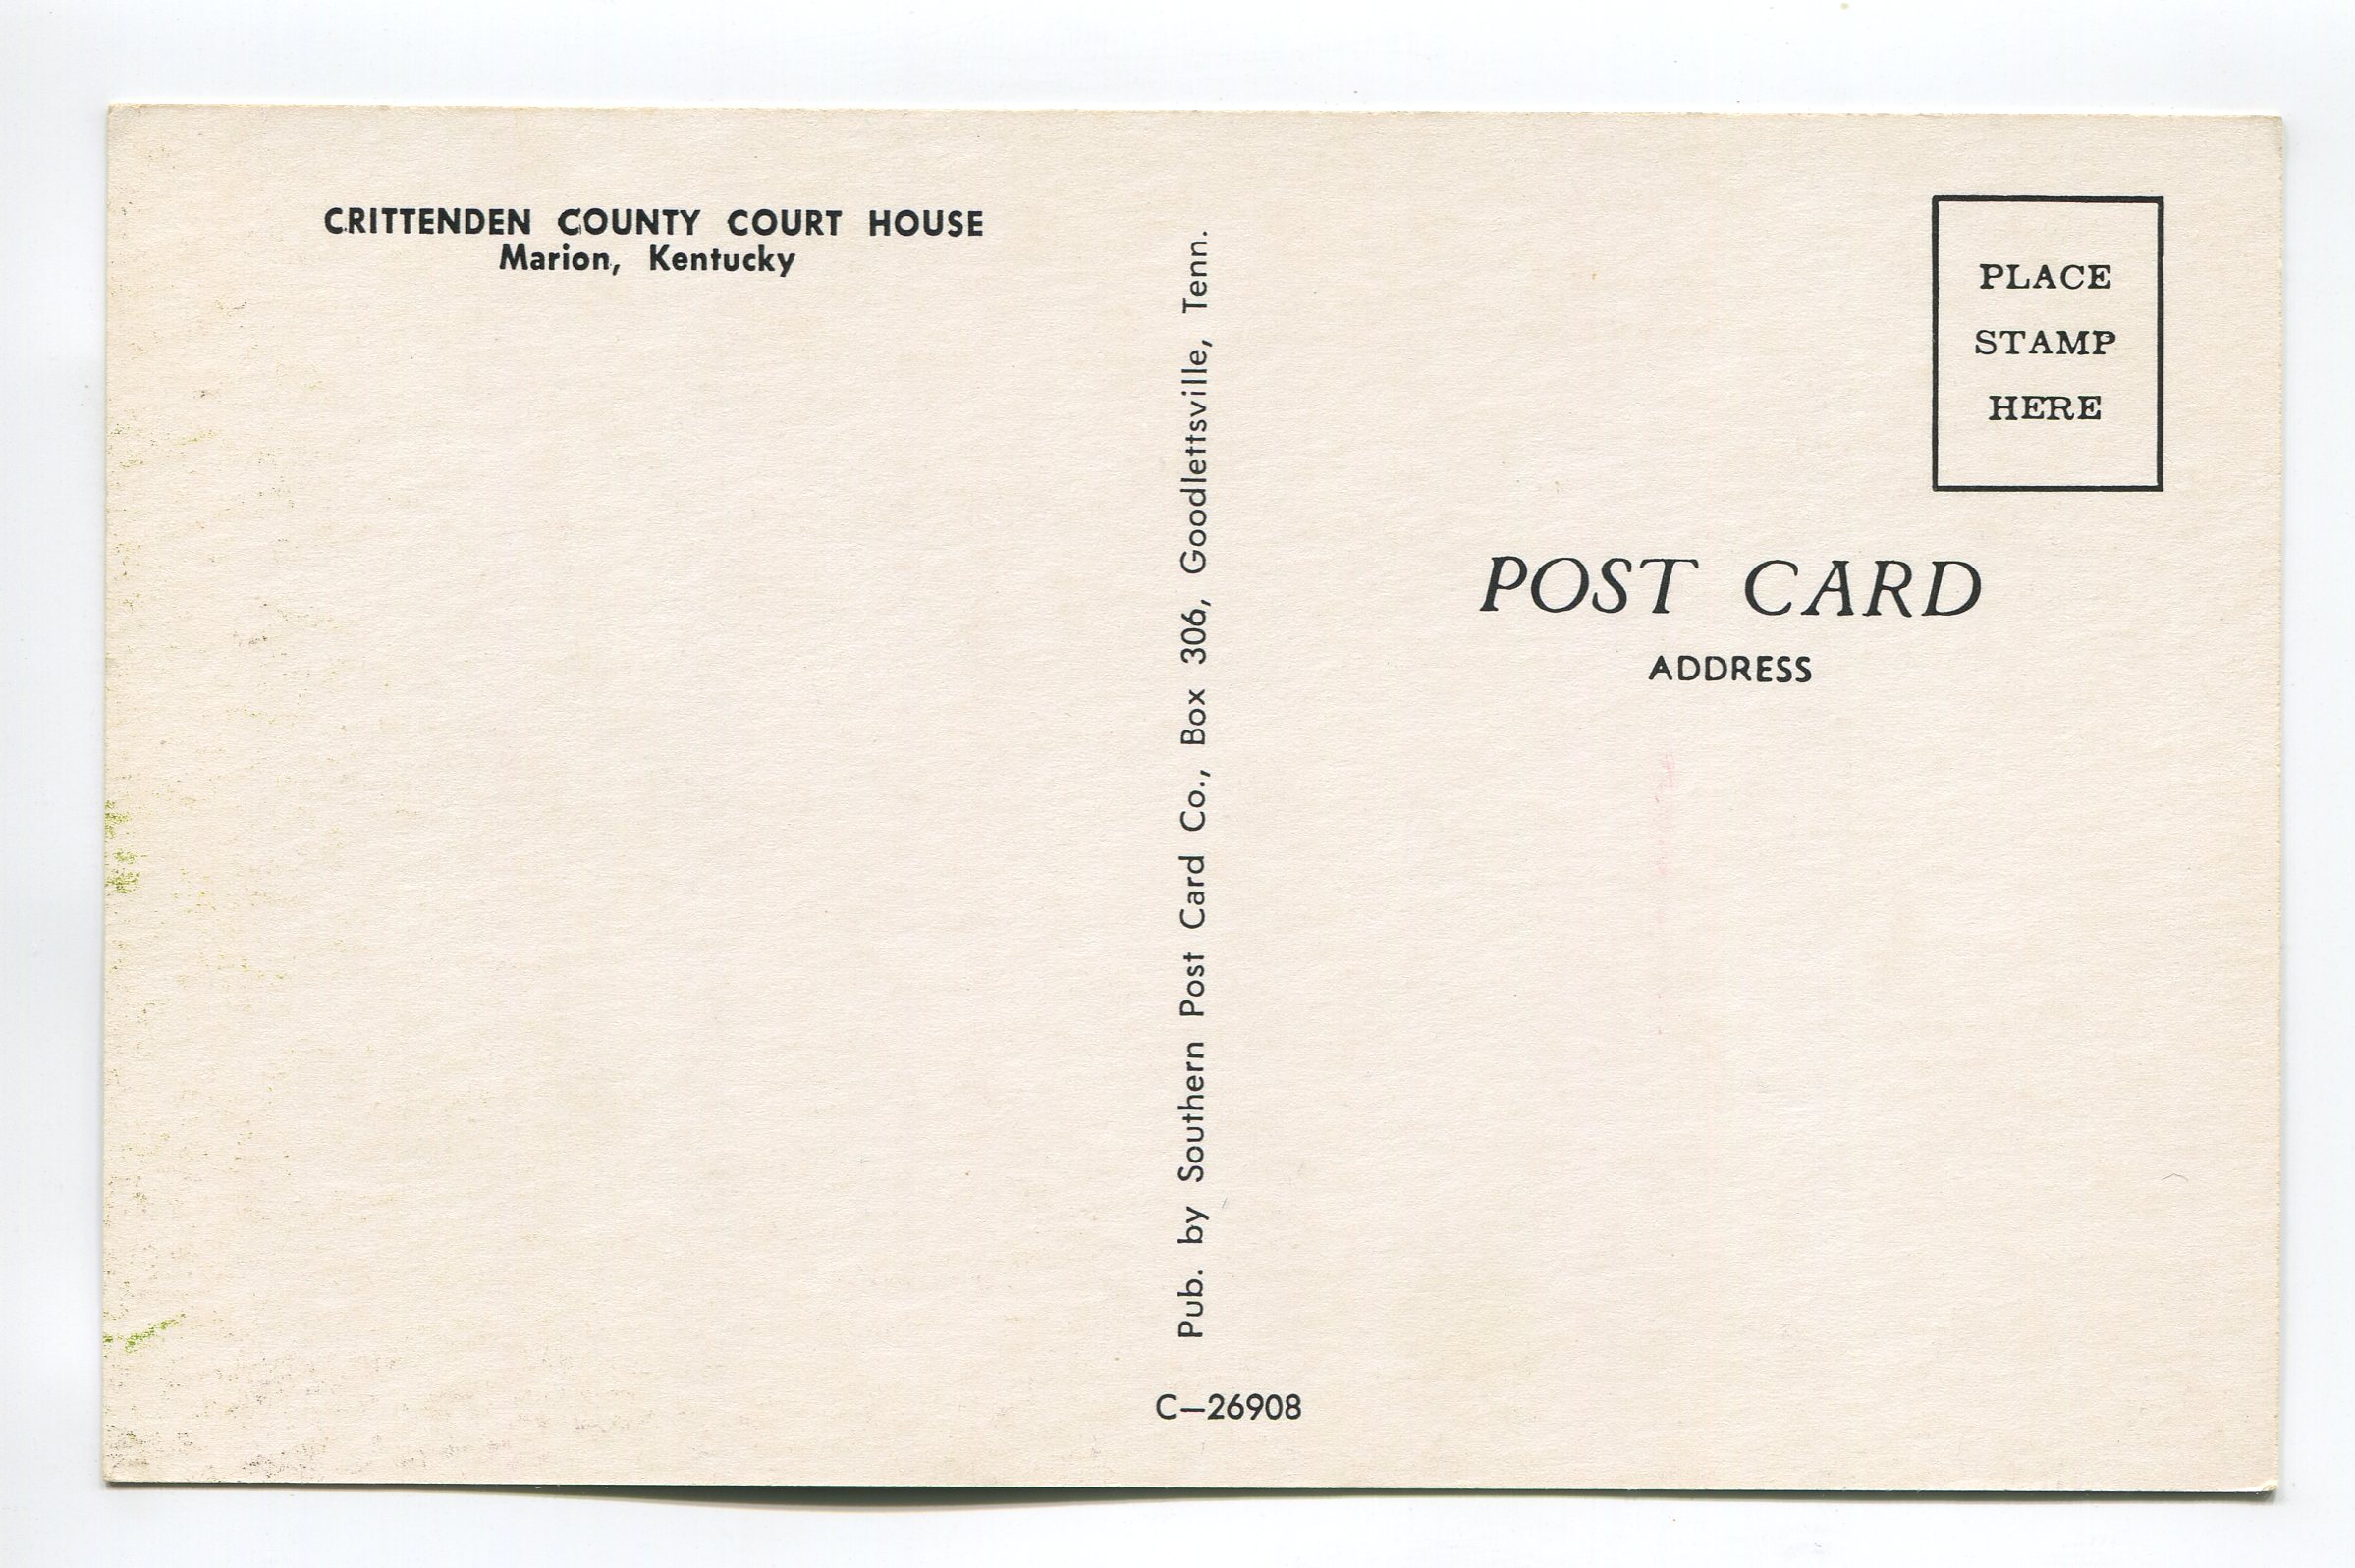 CRITTENDEN COUNTY COURT HOUSE
Marion, Kentucky
Pub. by Southern Post Card Co., Box 306, Goodlettsville, Tenn.
C—26908
PLACE
STAMP
HERE
POST CARD
ADDRESS